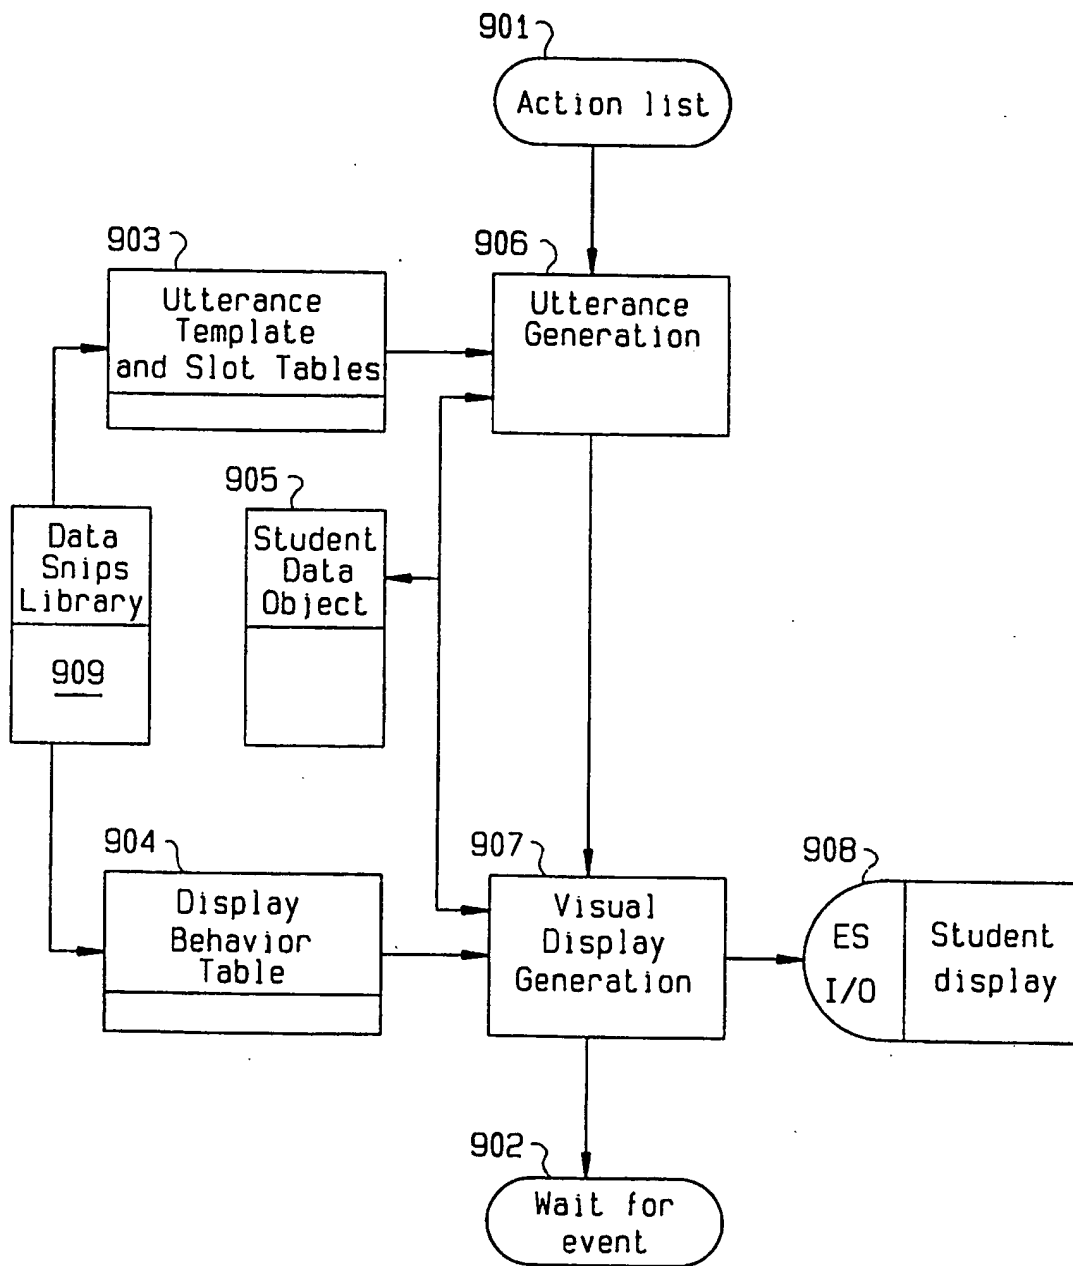 901
Action list
903
Utterance
Template
and Slot Tables
906
Utterance
Generation
905
Student
Data
Object
Data
Snips
Library
909
904
Display
Behavior
Table
907
Visual
Display
Generation
908
ES
I/O
Student
display
902
Wait for
event